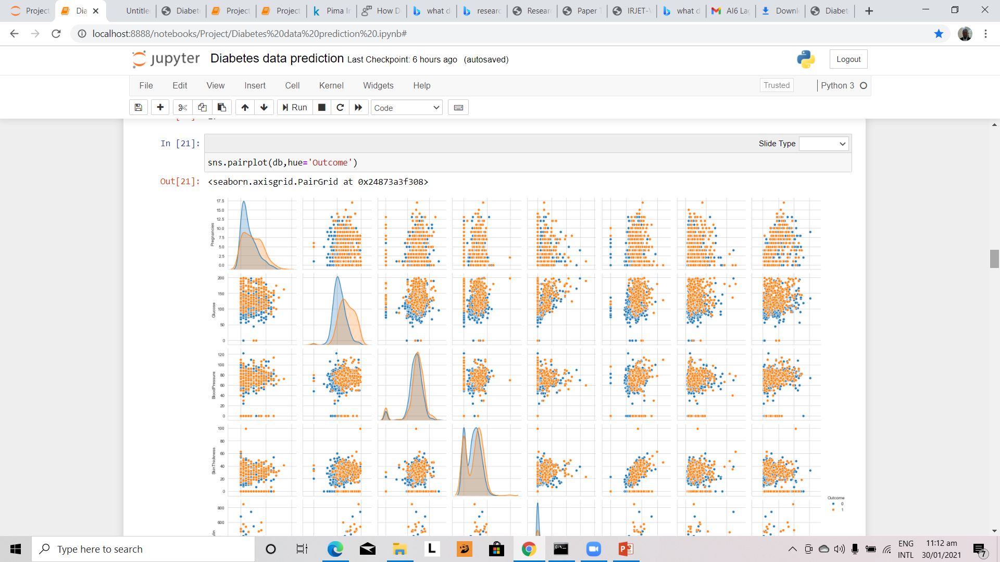 Project
Dia
Untitle
Diabet
Project
Project
Pima In
How D
what d
researc
Resear
Paper T
IRJET-V
what d
AI6 Lag
Downl
Diabet
localhost:8888/notebooks/Project/Diabetes%20data%20prediction%20.ipynb#
jupyter Diabetes data prediction Last Checkpoint: 6 hours ago (autosaved)
Logout
File Edit View Insert Cell Kernel Widgets Help
Trusted
Python 3
Run
Code
In [21]:
Slide Type
sns.pairplot(db,hue='Outcome')
Out[21]: <seaborn.axisgrid.PairGrid at 0x24873a3f308>
17.5
15.0
12.5
10.0
7.5
5.0
2.5
0.0
Pregnancies
200
150
100
50
0
Glucose
120
100
80
60
40
20
0
BloodPressure
100
80
60
40
20
0
SkinThickness
800
600
Outcome
0
1
Type here to search
ENG
INTL
11:12 am
30/01/2021
7